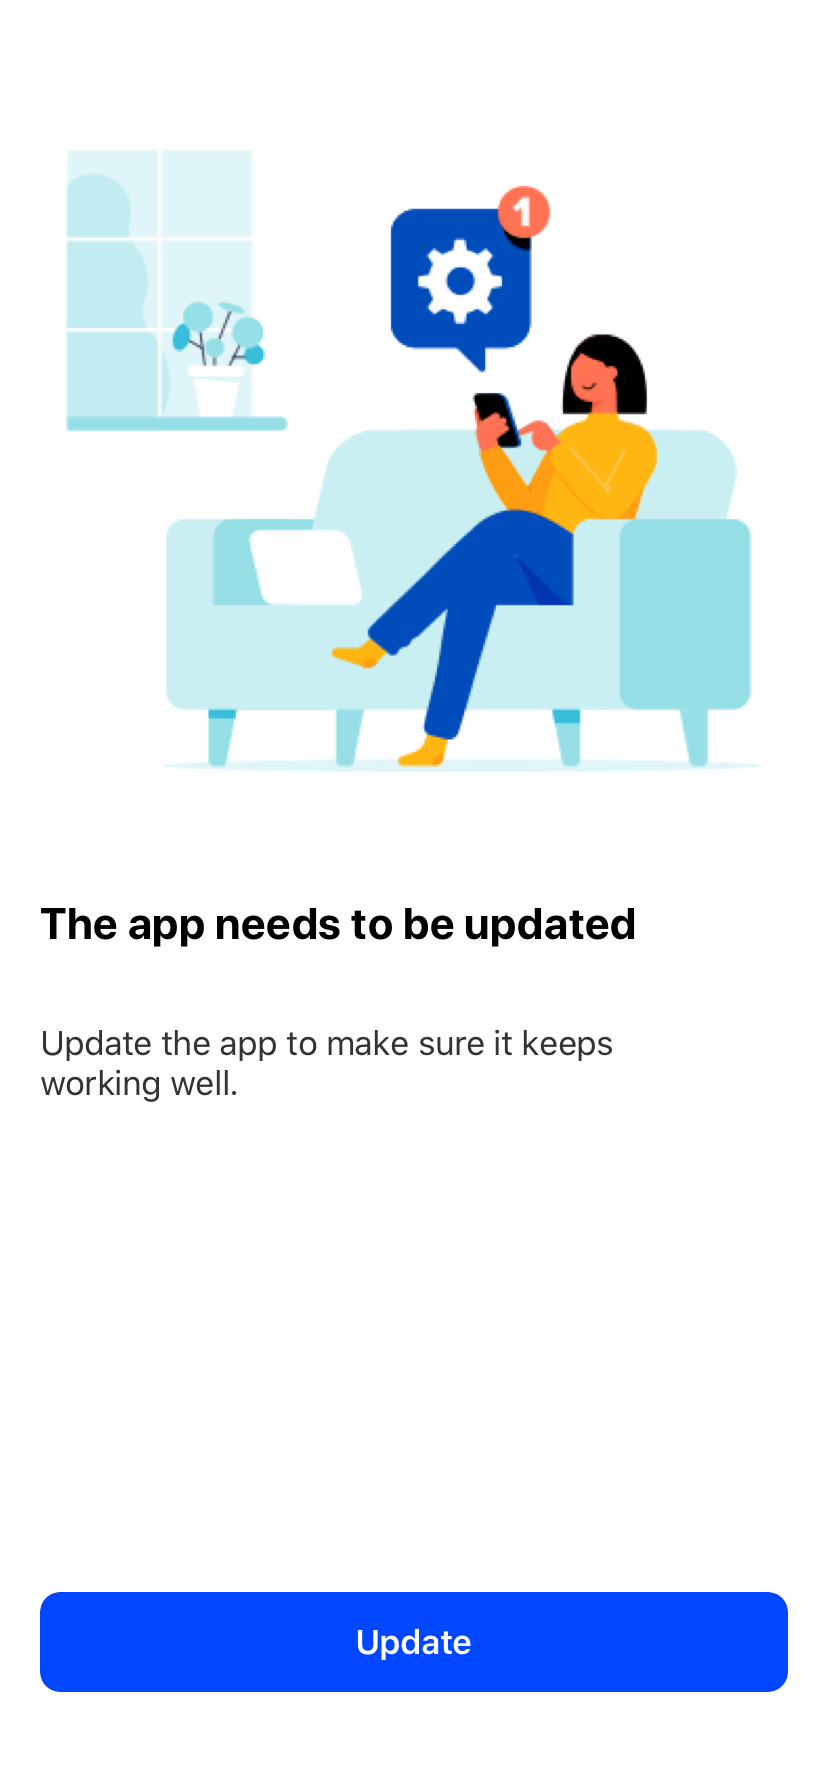 1
The app needs to be updated
Update the app to make sure it keeps
working well.
Update